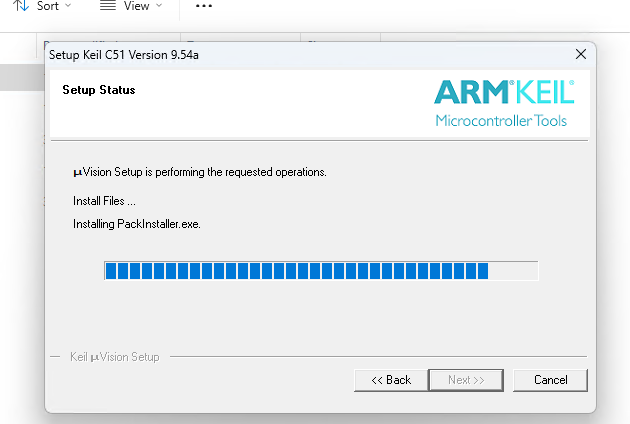 Sort
View
...
Setup Keil C51 Version 9.54a
Setup Status
ARM®KEIL®
Microcontroller Tools
µVision Setup is performing the requested operations.
Install Files ...
Installing PackInstaller.exe.
Keil µVision Setup
<< Back
Next >>
Cancel